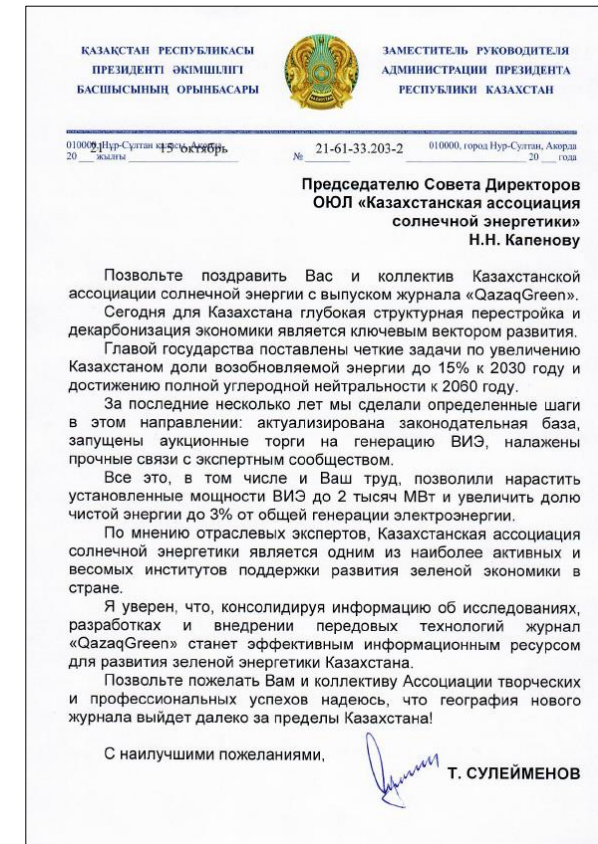 ҚАЗАҚСТАН РЕСПУБЛИКАСЫ
ПРЕЗИДЕНТІ ӘКІМШІЛІГІ
БАСШЫСЫНЫҢ ОРЫНБАСАРЫ
ЗАМЕСТИТЕЛЬ РУКОВОДИТЕЛЯ
АДМИНИСТРАЦИИ ПРЕЗИДЕНТА
РЕСПУБЛИКИ КАЗАХСТАН
010000, Нұр-Сұлтан қаласы, Ақорда
20 21 жылғы 15 октябрь
№ 21-61-33.203-2
010000, город Нур-Султан, Акорда
20 года
Председателю Совета Директоров
ОЮЛ «Казахстанская ассоциация
солнечной энергетики»
Н.Н. Капенову
Позвольте поздравить Вас и коллектив Казахстанской
ассоциации солнечной энергии с выпуском журнала «QazaqGreen».
Сегодня для Казахстана глубокая структурная перестройка и
декарбонизация экономики является ключевым вектором развития.
Главой государства поставлены четкие задачи по увеличению
Казахстаном доли возобновляемой энергии до 15% к 2030 году и
достижению полной углеродной нейтральности к 2060 году.
За последние несколько лет мы сделали определенные шаги
в этом направлении: актуализирована законодательная база,
запущены аукционные торги на генерацию ВИЭ, налажены
прочные связи с экспертным сообществом.
Все это, в том числе и Ваш труд, позволили нарастить
установленные мощности ВИЭ до 2 тысяч МВт и увеличить долю
чистой энергии до 3% от общей генерации электроэнергии.
По мнению отраслевых экспертов, Казахстанская ассоциация
солнечной энергетики является одним из наиболее активных и
весомых институтов поддержки развития зеленой экономики в
стране.
Я уверен, что, консолидируя информацию об исследованиях,
разработках и внедрении передовых технологий журнал
«QazaqGreen» станет эффективным информационным ресурсом
для развития зеленой энергетики Казахстана.
Позвольте пожелать Вам и коллективу Ассоциации творческих
и профессиональных успехов надеюсь, что география нового
журнала выйдет далеко за пределы Казахстана!
С наилучшими пожеланиями,
Т. СУЛЕЙМЕНОВ